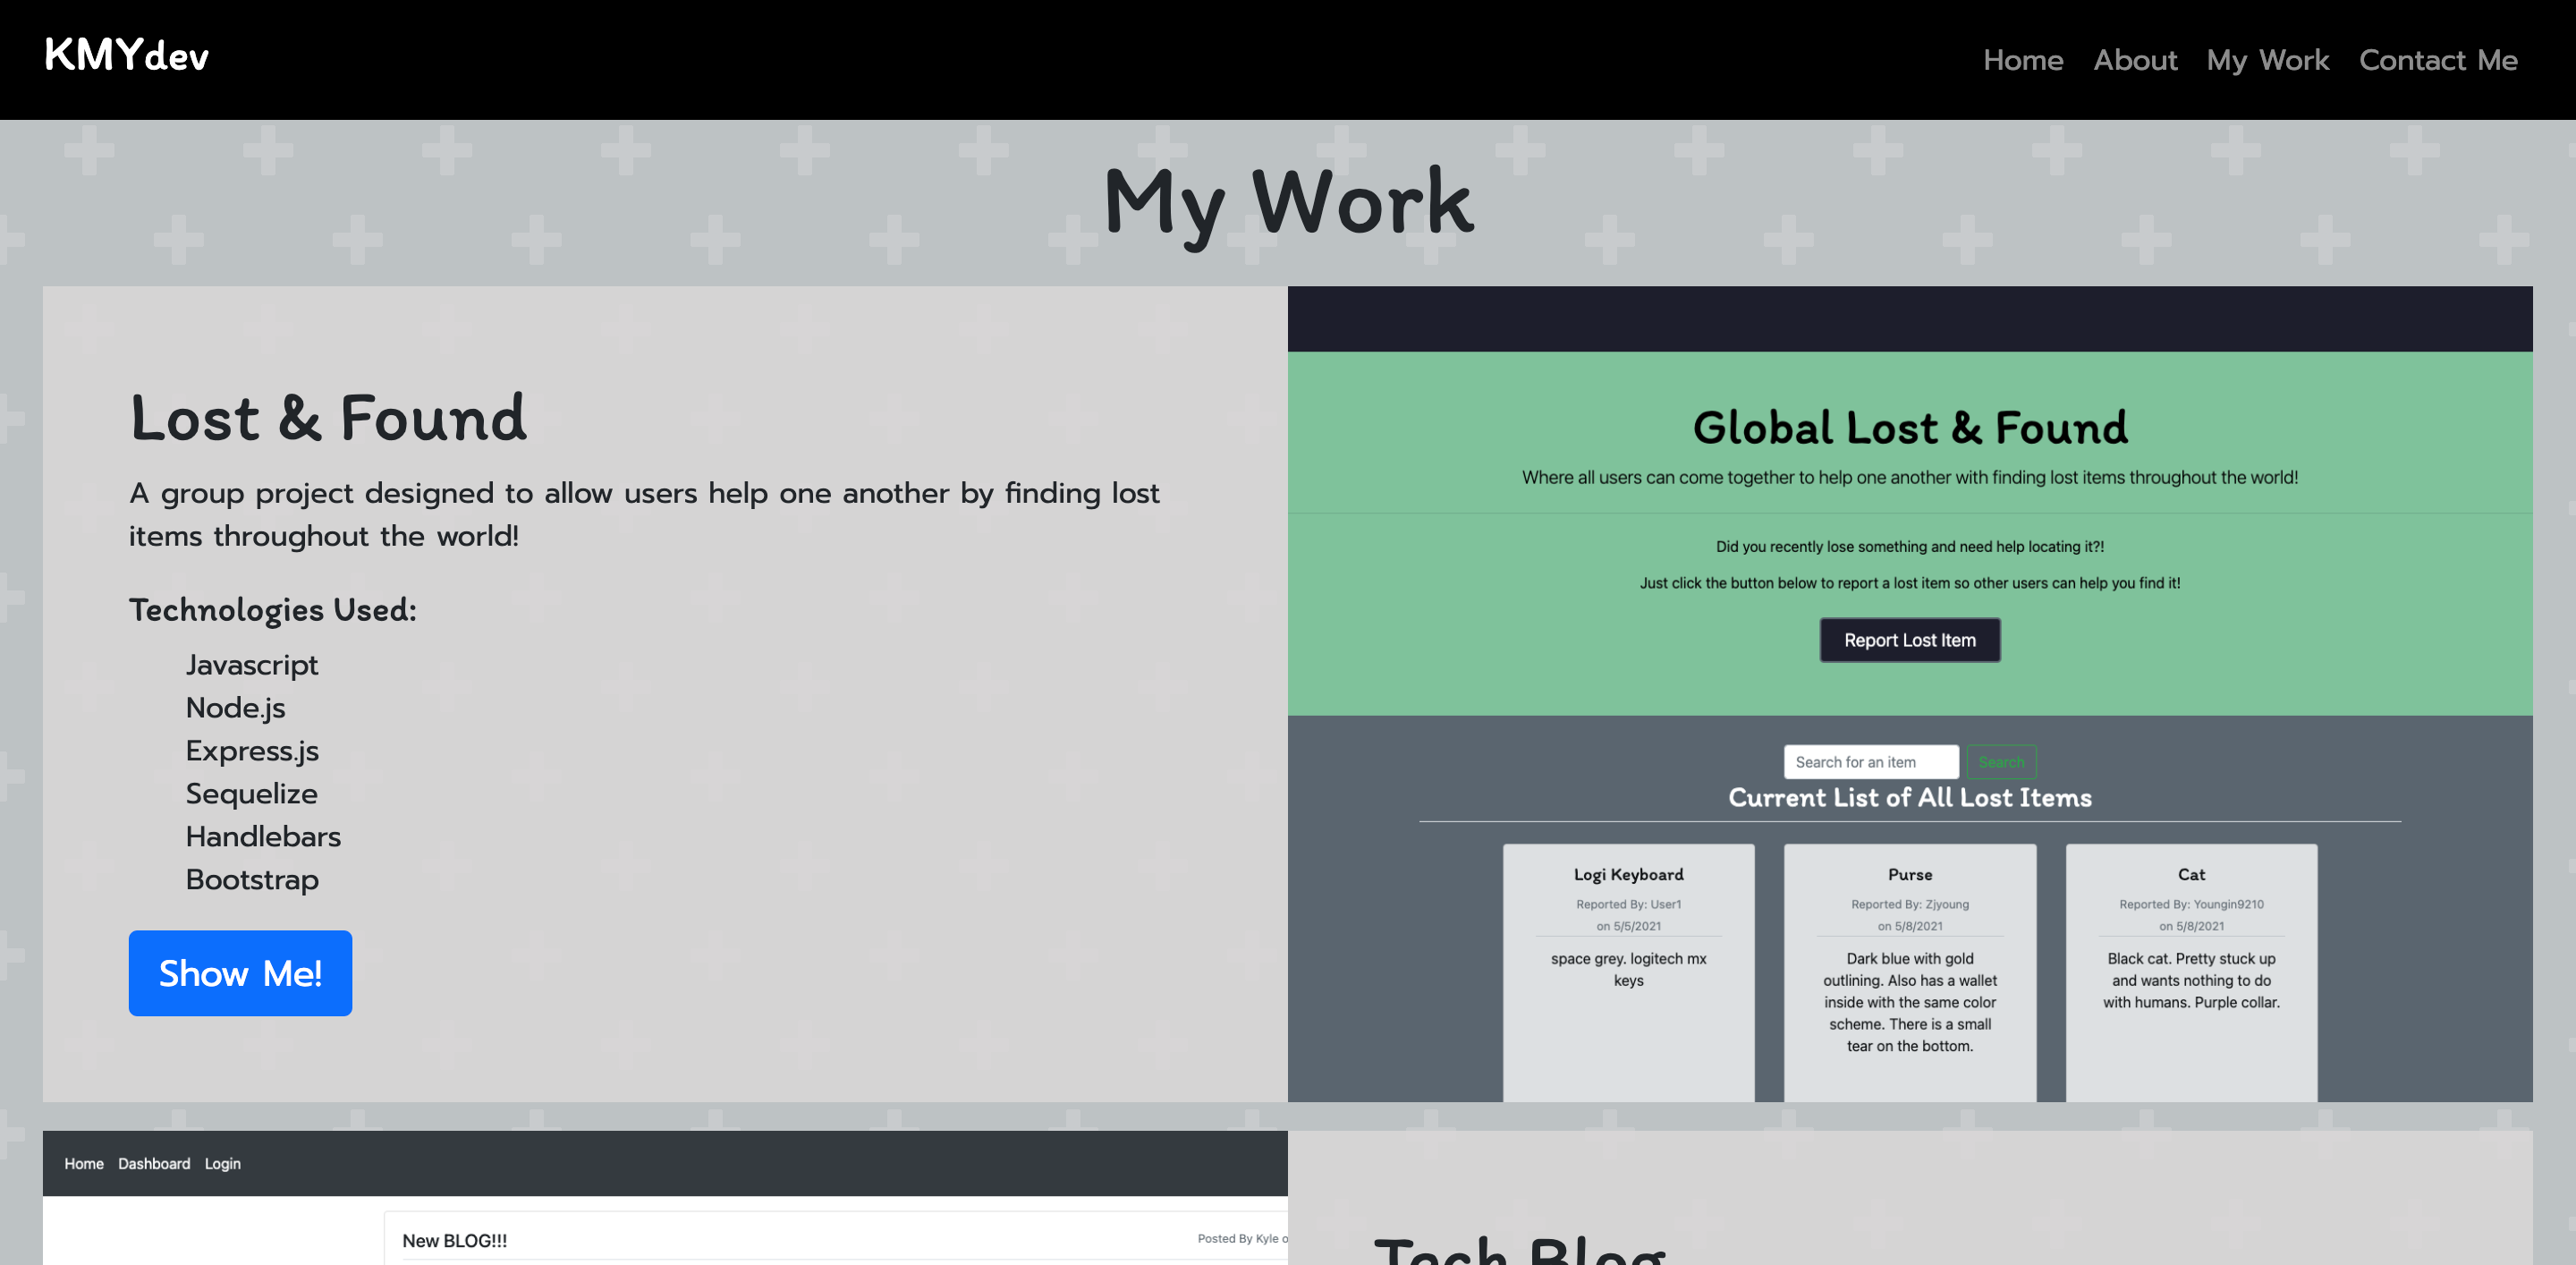 KMYdev
Home About My Work Contact Me
My Work
Lost & Found
A group project designed to allow users help one another by finding lost
items throughout the world!
Technologies Used:
Javascript
Node.js
Express.js
Sequelize
Handlebars
Bootstrap
Show Me!
Global Lost & Found
Where all users can come together to help one another with finding lost items throughout the world!
Did you recently lose something and need help locating it?!
Just click the button below to report a lost item so other users can help you find it!
Report Lost Item
Search for an item Search
Current List of All Lost Items
Logi Keyboard
Reported By: User1
on 5/5/2021
space grey. logitech mx
keys
Purse
Reported By: Zjyoung
on 5/8/2021
Dark blue with gold
outlining. Also has a wallet
inside with the same color
scheme. There is a small
tear on the bottom.
Cat
Reported By: Youngin9210
on 5/8/2021
Black cat. Pretty stuck up
and wants nothing to do
with humans. Purple collar.
Home Dashboard Login
New BLOG!!!
Posted By Kyle
Tech Blog